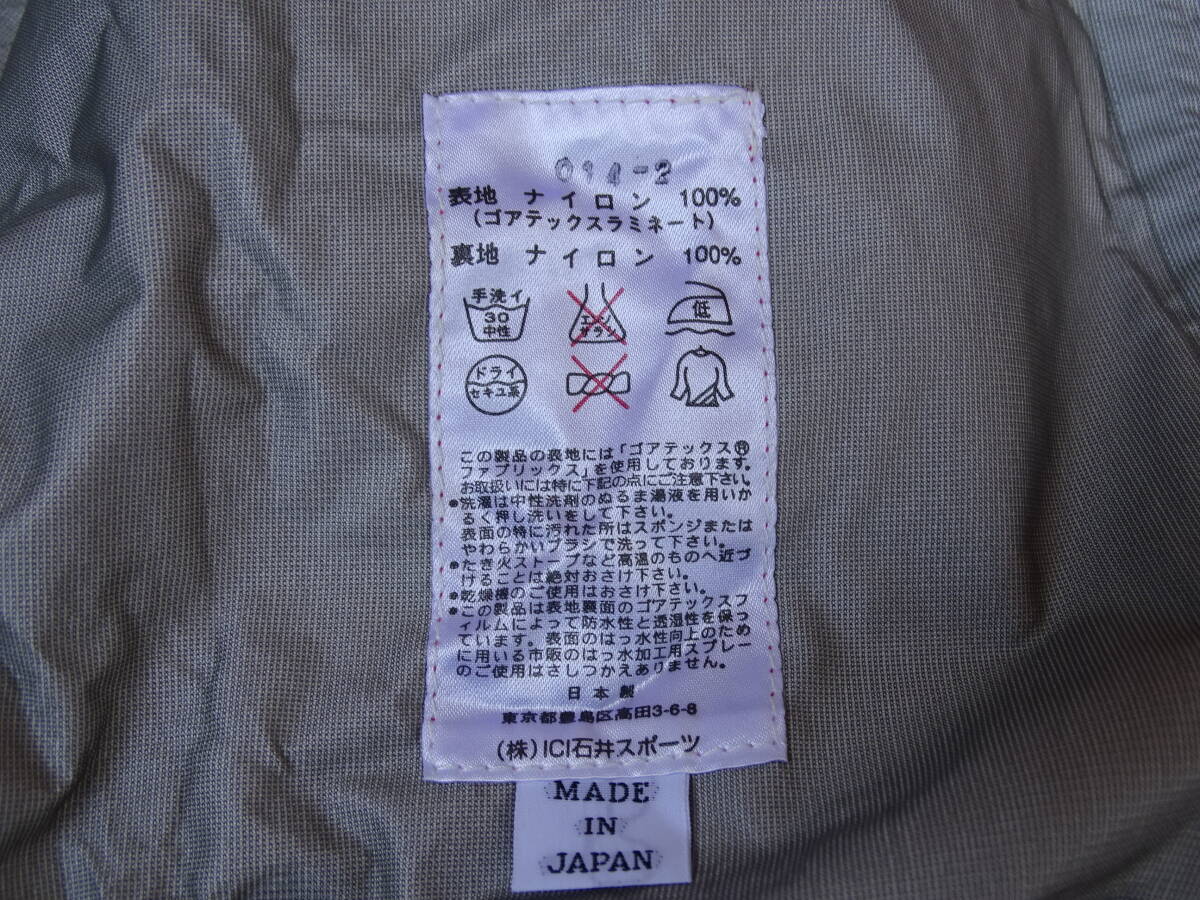 014-2
表地 ナイロン 100%
(ゴアテックスラミネート)
裏地 ナイロン 100%
手洗イ
30
中性
エンソ
サラシ
低
ドライ
セキユ系
この製品の表地には「ゴアテックス®
ファブリックス」を使用しております。
お取扱いには特に下記の点にご注意下さい。
●洗濯は中性洗剤のぬるま湯液を用いか
るく押し洗いをして下さい。
表面の特に汚れた所はスポンジまたは
やわらかいブラシで洗って下さい。
●たき火ストーブなど高温のものへ近づ
けることは絶対おさけ下さい。
●乾燥機のご使用はおさけ下さい。
●この製品は表地裏面のゴアテックスフ
ィルムによって防水性と透湿性を保っ
ています。表面のはっ水性向上のため
に用いる市販のはっ水加工用スプレー
のご使用はさしつかえありません。
日本製
東京都豊島区高田3-6-8
(株)ICI石井スポーツ
MADE
IN
JAPAN